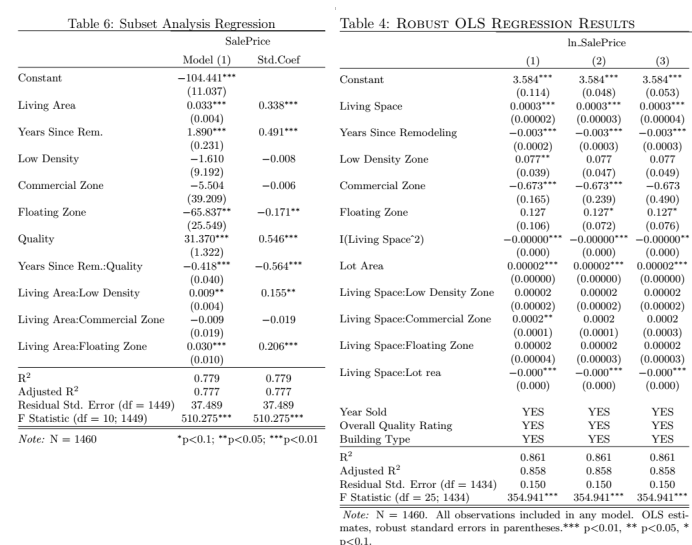 Table 6: Subset Analysis Regression
SalePrice
Model (1) Std.Coef
Constant −104.441***
(11.037)
Living Area 0.033*** 0.338***
(0.004)
Years Since Rem. 1.890*** 0.491***
(0.231)
Low Density −1.610 −0.008
(9.192)
Commercial Zone −5.504 −0.006
(39.209)
Floating Zone −65.837** −0.171**
(25.549)
Quality 31.370*** 0.546***
(1.322)
Years Since Rem.:Quality −0.418*** −0.564***
(0.040)
Living Area:Low Density 0.009** 0.155**
(0.004)
Living Area:Commercial Zone −0.009 −0.019
(0.019)
Living Area:Floating Zone 0.030*** 0.206***
(0.010)
R² 0.779 0.779
Adjusted R² 0.777 0.777
Residual Std. Error (df = 1449) 37.489 37.489
F Statistic (df = 10; 1449) 510.275*** 510.275***
Note: N = 1460 *p<0.1; **p<0.05; ***p<0.01
Table 4: Robust OLS Regression Results
ln_SalePrice
(1) (2) (3)
Constant 3.584*** 3.584*** 3.584***
(0.114) (0.048) (0.053)
Living Space 0.0003*** 0.0003*** 0.0003***
(0.00002) (0.00003) (0.00004)
Years Since Remodeling −0.003*** −0.003*** −0.003***
(0.0002) (0.0003) (0.0003)
Low Density Zone 0.077** 0.077 0.077
(0.039) (0.047) (0.049)
Commercial Zone −0.673*** −0.673*** −0.673
(0.165) (0.239) (0.490)
Floating Zone 0.127 0.127* 0.127*
(0.106) (0.072) (0.076)
I(Living Space^2) −0.00000*** −0.00000*** −0.00000**
(0.000) (0.000) (0.000)
Lot Area 0.00002*** 0.00002*** 0.00002***
(0.00000) (0.00000) (0.00000)
Living Space:Low Density Zone 0.00002 0.00002 0.00002
(0.00002) (0.00002) (0.00002)
Living Space:Commercial Zone 0.0002** 0.0002 0.0002
(0.0001) (0.0001) (0.0003)
Living Space:Floating Zone 0.00002 0.00002 0.00002
(0.00004) (0.00003) (0.00003)
Living Space:Lot rea −0.000*** −0.000*** −0.000***
(0.000) (0.000) (0.000)
Year Sold YES YES YES
Overall Quality Rating YES YES YES
Building Type YES YES YES
R² 0.861 0.861 0.861
Adjusted R² 0.858 0.858 0.858
Residual Std. Error (df = 1434) 0.150 0.150 0.150
F Statistic (df = 25; 1434) 354.941*** 354.941*** 354.941***
Note: N = 1460. All observations included in any model. OLS esti-
mates, robust standard errors in parentheses.*** p<0.01, ** p<0.05, *
p<0.1.